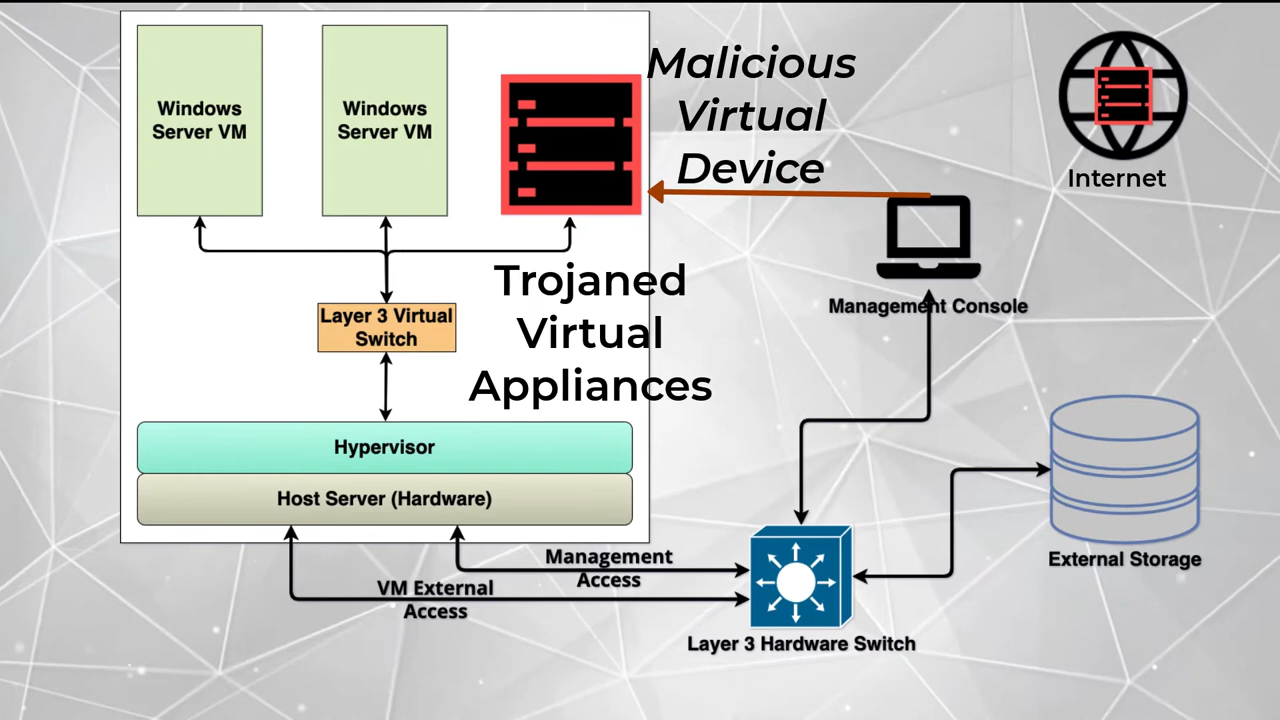 Windows
Server VM
Windows
Server VM
Malicious
Virtual
Device
Internet
Trojaned
Virtual
Appliances
Layer 3 Virtual
Switch
Management Console
Hypervisor
Host Server (Hardware)
Management
Access
VM External
Access
External Storage
Layer 3 Hardware Switch